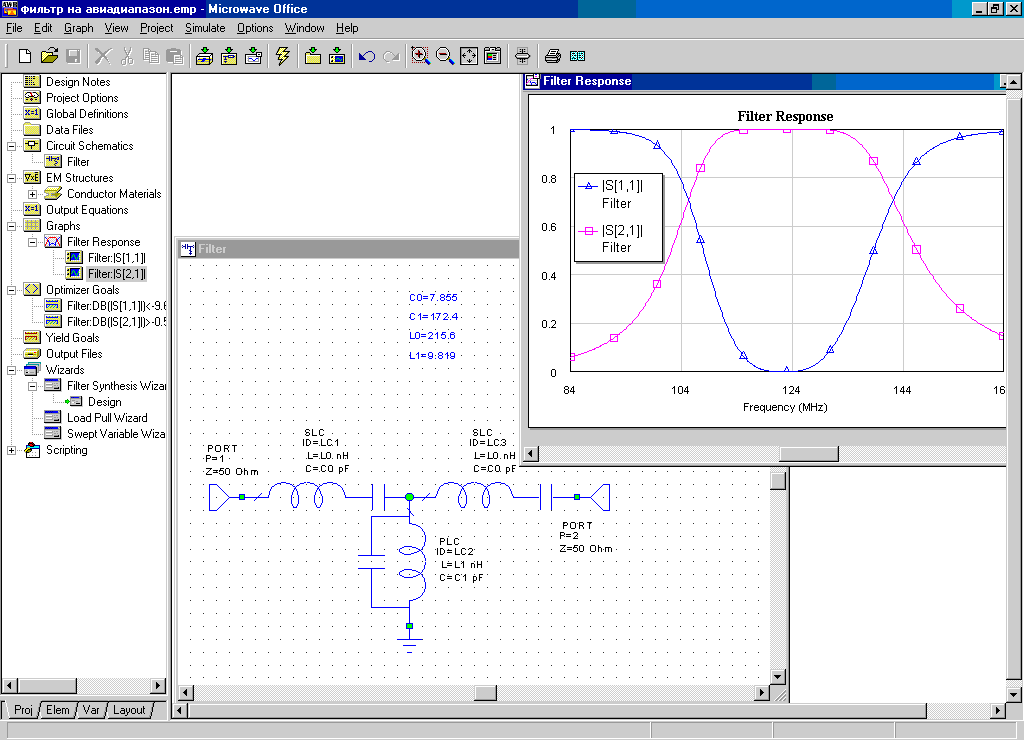 фильтр на авиадиапазон.emp - Microwave Office
File Edit Graph View Project Simulate Options Window Help
Design Notes
Project Options
Global Definitions
Data Files
Circuit Schematics
Filter
EM Structures
Conductor Materials
Output Equations
Graphs
Filter Response
Filter:|S[1,1]|
Filter:|S[2,1]|
Optimizer Goals
Filter:DB(|S[1,1]|)<-9.6
Filter:DB(|S[2,1]|)>-0.5
Yield Goals
Output Files
Wizards
Filter Synthesis Wiza
Design
Load Pull Wizard
Swept Variable Wiza
Scripting
Proj Elem Var Layout
Filter
C0=7.855
C1=172.4
L0=215.6
L1=9.819
PORT
P=1
Z=50 Ohm
SLC
ID=LC1
L=L0 nH
C=C0 pF
SLC
ID=LC3
L=L0 nH
C=C0 pF
PLC
ID=LC2
L=L1 nH
C=C1 pF
PORT
P=2
Z=50 Ohm
Filter Response
Filter Response
1
0.8
0.6
0.4
0.2
0
84 104 124 144 16
Frequency (MHz)
|S[1,1]|
Filter
|S[2,1]|
Filter